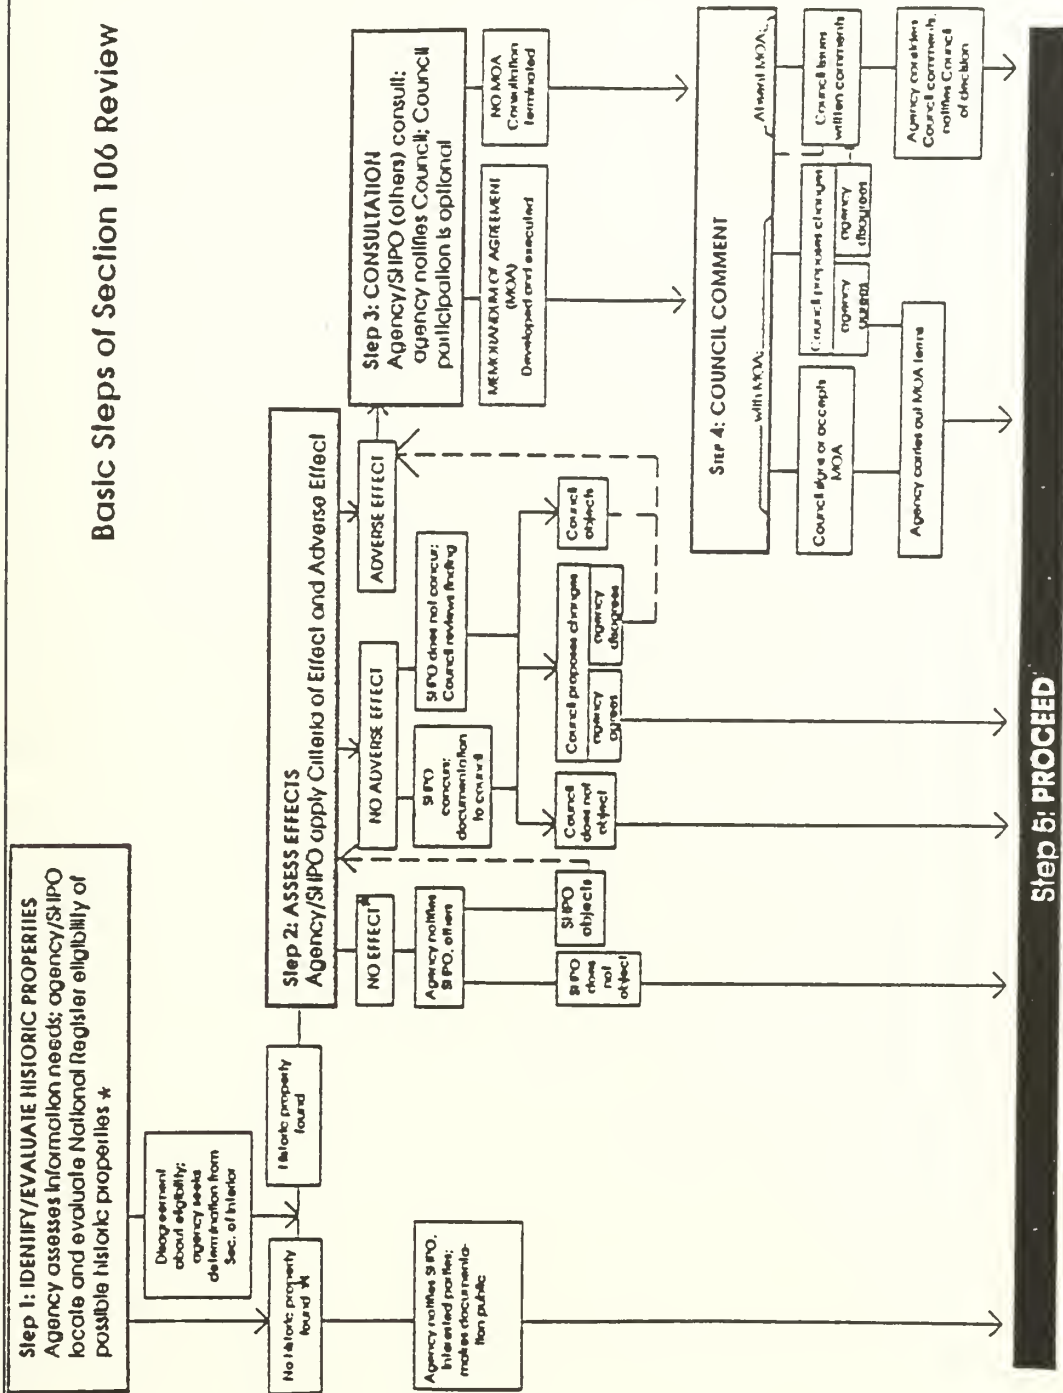 Basic Steps of Section 106 Review
Step 1: IDENTIFY/EVALUATE HISTORIC PROPERTIES
Agency assesses information needs; agency/SHPO
locate and evaluate National Register eligibility of
possible historic properties *
Disagreement
about eligibility;
agency seeks
determination from
Sec. of Interior
No Historic property
found *
Historic property
found
Agency notifies SHPO,
interested parties;
makes documenta-
tion public
Step 2: ASSESS EFFECTS
Agency/SHPO apply Criteria of Effect and Adverse Effect
NO EFFECT*
Agency notifies
SHPO, others
SHPO
does
not
object
SHPO
objects
NO ADVERSE EFFECT
SHPO
concurs;
documentation
to council
SHPO does not concur;
Council reviews finding
Council
does not
object
Council proposes changes
agency
agrees
agency
disagrees
Council
objects
ADVERSE EFFECT
Step 3: CONSULTATION
Agency/SHPO (others) consult;
agency notifies Council; Council
participation is optional
MEMORANDUM OF AGREEMENT
(MOA)
Developed and executed
NO MOA
Consultation
terminated
Step 4: COUNCIL COMMENT
with MOA:
Absent MOA:
Council signs or accepts
MOA
Council proposes changes
agency
agrees
agency
disagrees
Council issues
written comments
Agency carries out MOA terms
Agency considers
Council comments,
notifies Council
of decision
Step 5: PROCEED